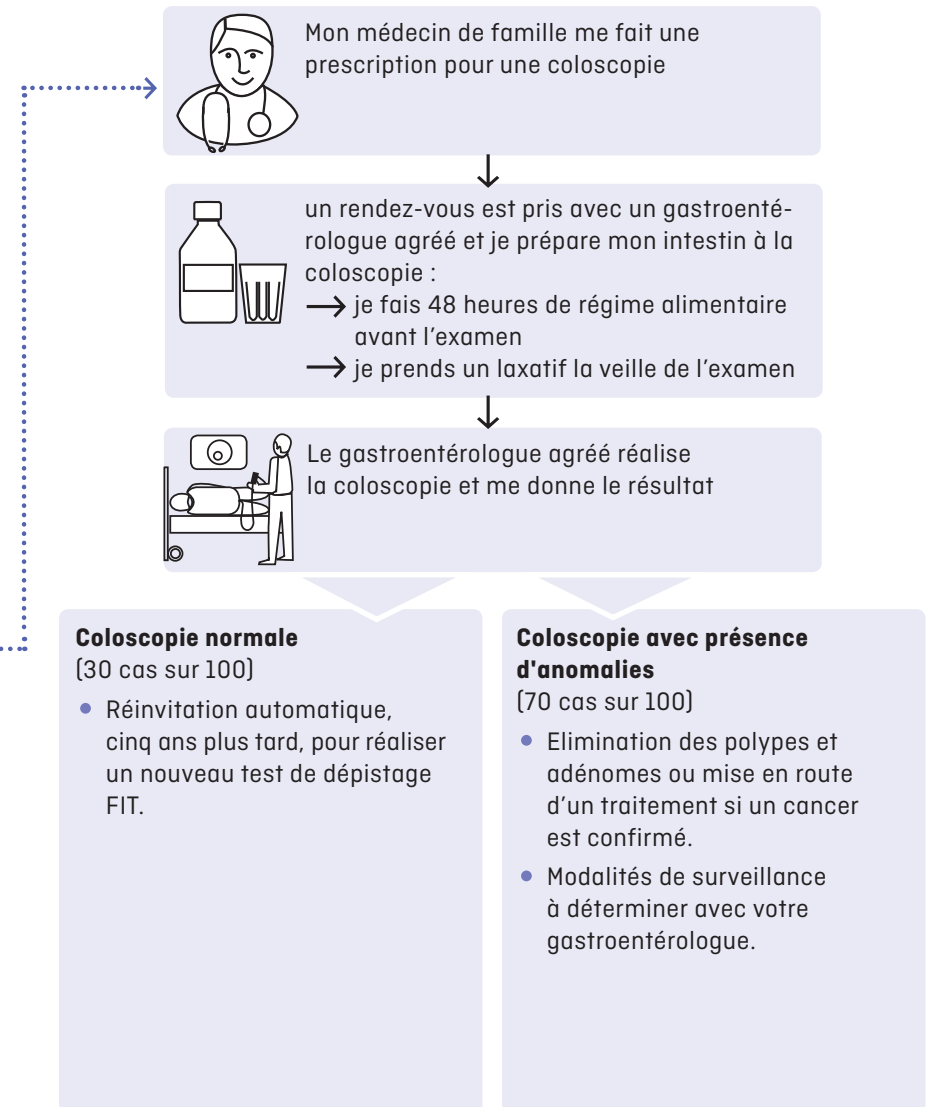 Mon médecin de famille me fait une
prescription pour une coloscopie
un rendez-vous est pris avec un gastroenté-
rologue agréé et je prépare mon intestin à la
coloscopie :
→ je fais 48 heures de régime alimentaire
avant l'examen
→ je prends un laxatif la veille de l'examen
Le gastroentérologue agréé réalise
la coloscopie et me donne le résultat
Coloscopie normale
(30 cas sur 100)
• Réinvitation automatique,
cinq ans plus tard, pour réaliser
un nouveau test de dépistage
FIT.
Coloscopie avec présence
d'anomalies
(70 cas sur 100)
• Elimination des polypes et
adénomes ou mise en route
d'un traitement si un cancer
est confirmé.
• Modalités de surveillance
à déterminer avec votre
gastroentérologue.